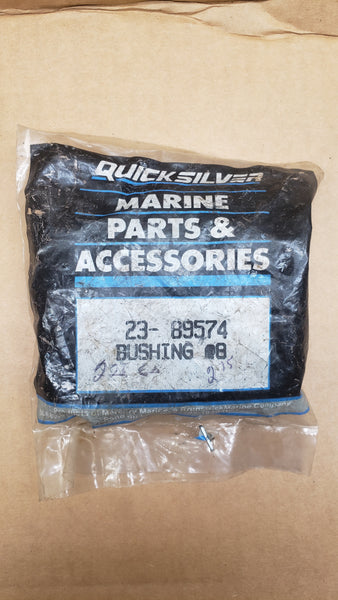 QUICKSILVER
MARINE
PARTS &
ACCESSORIES
23- 89574
BUSHING @8